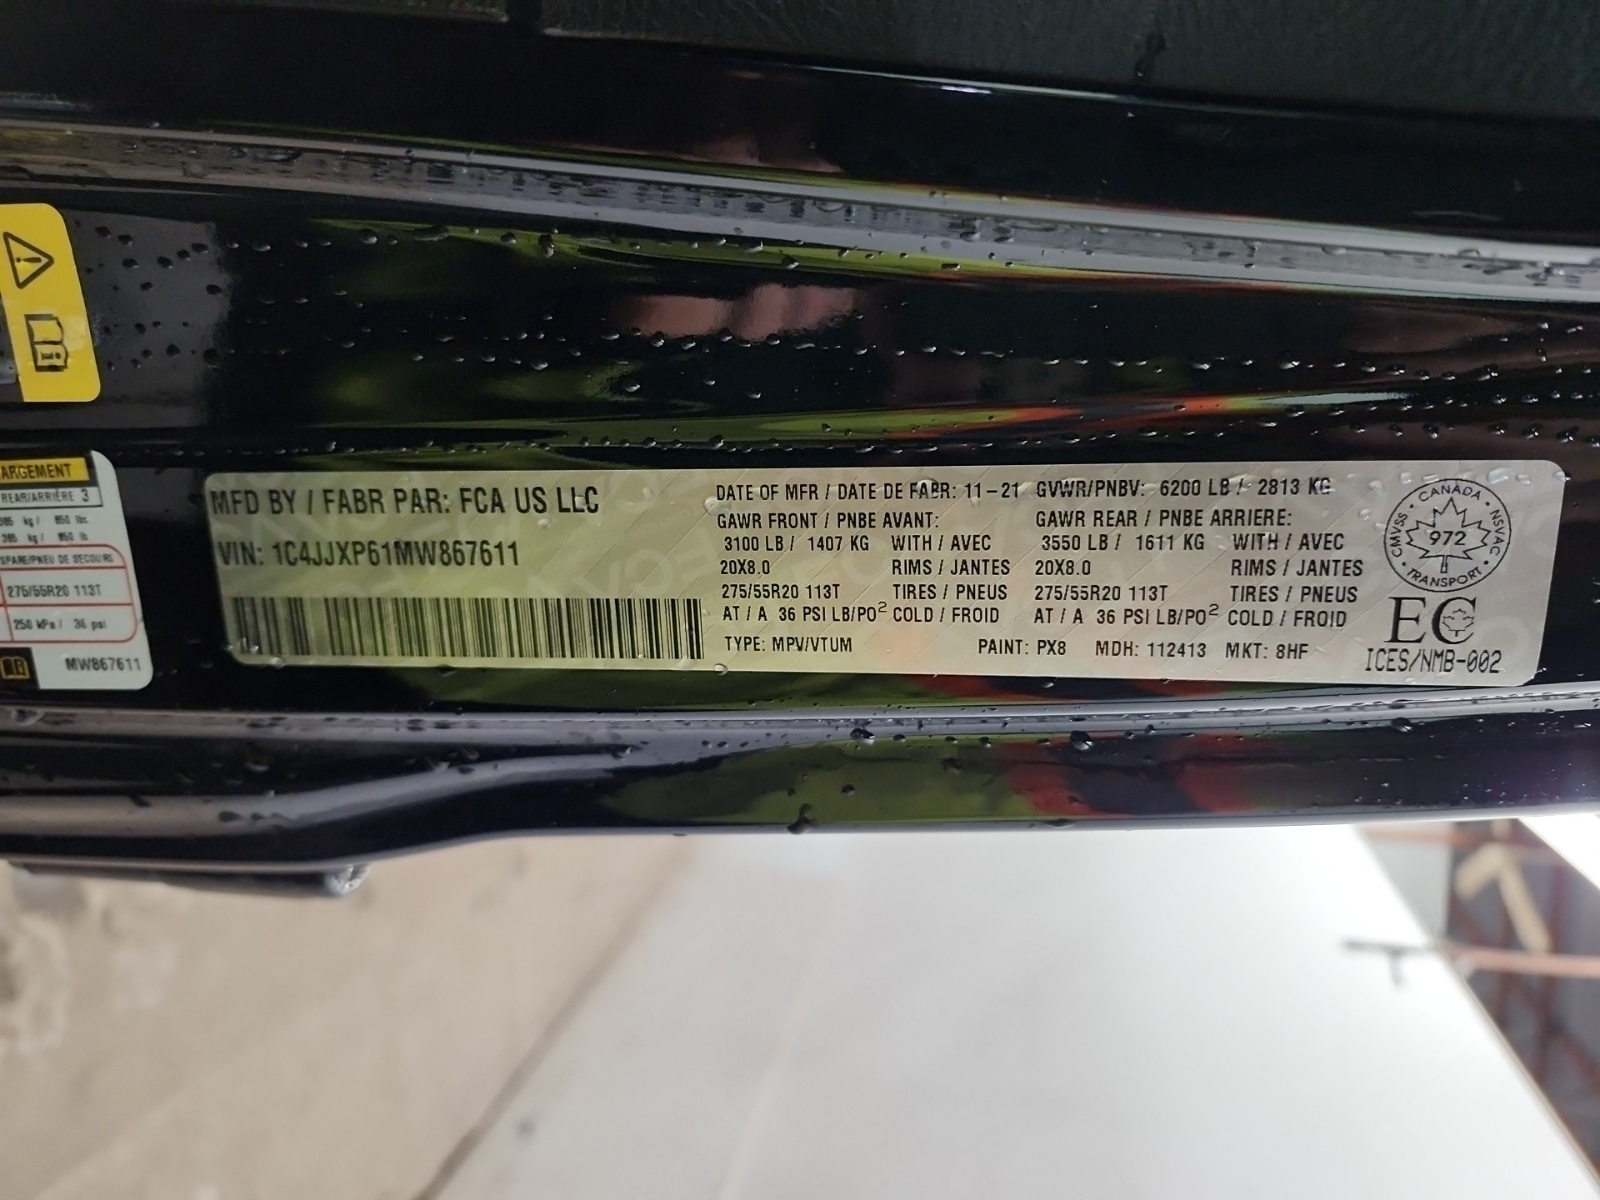 ARGEMENT
REAR/ARRIÈRE 3
385 kg / 850 lbs.
385 kg / 850 lb
SPARE/PNEU DE SECOURS
275/55R20 113T
250 kPa / 36 psi
MW867611
MFD BY / FABR PAR: FCA US LLC
VIN: 1C4JJXP61MW867611
DATE OF MFR / DATE DE FABR: 11-21 GVWR/PNBV: 6200 LB / 2813 KG
GAWR FRONT / PNBE AVANT:
3100 LB / 1407 KG WITH / AVEC
20X8.0 RIMS / JANTES
275/55R20 113T TIRES / PNEUS
AT / A 36 PSI LB/PO² COLD / FROID
GAWR REAR / PNBE ARRIERE:
3550 LB / 1611 KG WITH / AVEC
20X8.0 RIMS / JANTES
275/55R20 113T TIRES / PNEUS
AT / A 36 PSI LB/PO² COLD / FROID
TYPE: MPV/VTUM PAINT: PX8 MDH: 112413 MKT: 8HF
CANADA • NSVAC • TRANSPORT • CMVSS •
972
EC
ICES/NMB-002